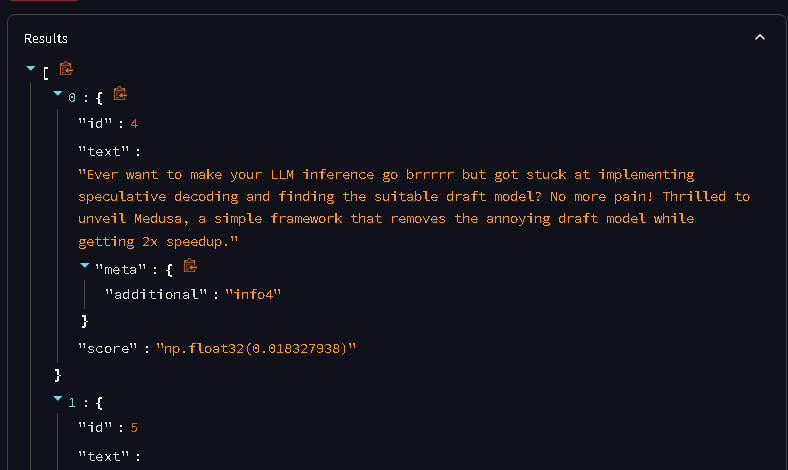 Results
[
0 : {
"id" : 4
"text" :
"Ever want to make your LLM inference go brrrrr but got stuck at implementing
speculative decoding and finding the suitable draft model? No more pain! Thrilled to
unveil Medusa, a simple framework that removes the annoying draft model while
getting 2x speedup."
"meta" : {
"additional" : "info4"
}
"score" : "np.float32(0.018327938)"
}
1 : {
"id" : 5
"text" :